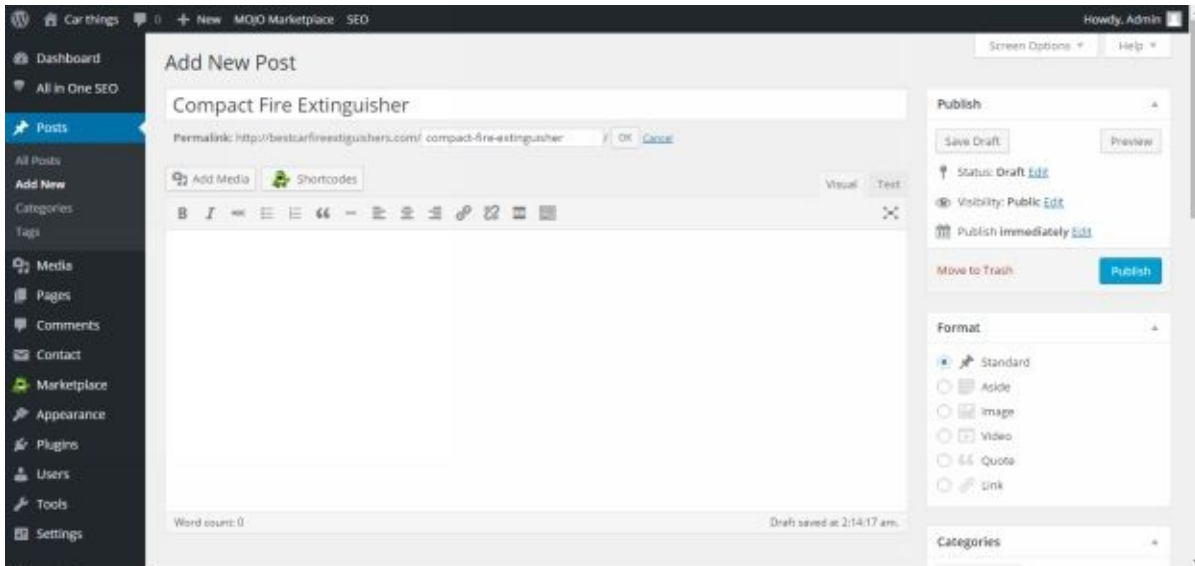 Car things 0 + New MOJO Marketplace SEO Howdy, Admin
Screen Options Help
Dashboard
All in One SEO
Posts
All Posts
Add New
Categories
Tags
Media
Pages
Comments
Contact
Marketplace
Appearance
Plugins
Users
Tools
Settings
Add New Post
Compact Fire Extinguisher
Permalink: http://bestcarfireextiguishers.com/ compact-fire-extinguisher / OK Cancel
Add Media Shortcodes
Visual Text
B I ABC
Word count: 0
Draft saved at 2:14:17 am.
Publish
Save Draft Preview
Status: Draft Edit
Visibility: Public Edit
Publish immediately Edit
Move to Trash Publish
Format
Standard
Aside
Image
Video
Quote
Link
Categories